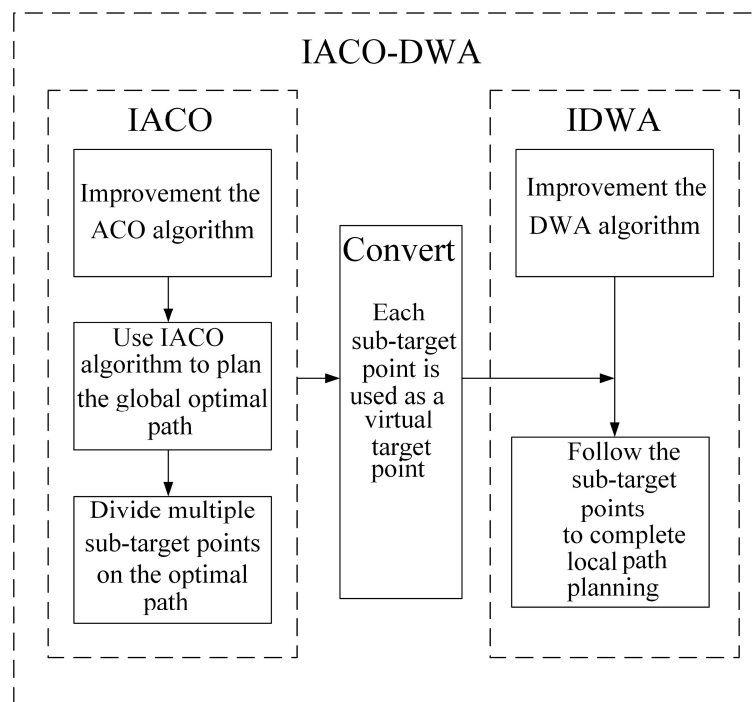 IACO-DWA
IACO
Improvement the
ACO algorithm
Use IACO
algorithm to plan
the global optimal
path
Divide multiple
sub-target points
on the optimal
path
Convert
Each
sub-target
point is
used as a
virtual
target
point
IDWA
Improvement the
DWA algorithm
Follow the
sub-target
points
to complete
local path
planning